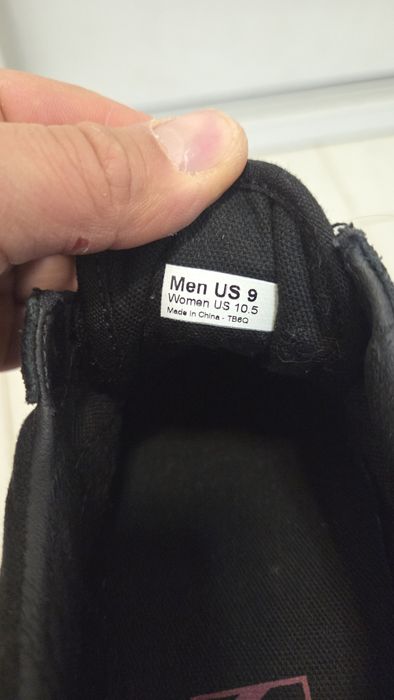 Men US 9
Women US 10.5
Made in China - TB6Q